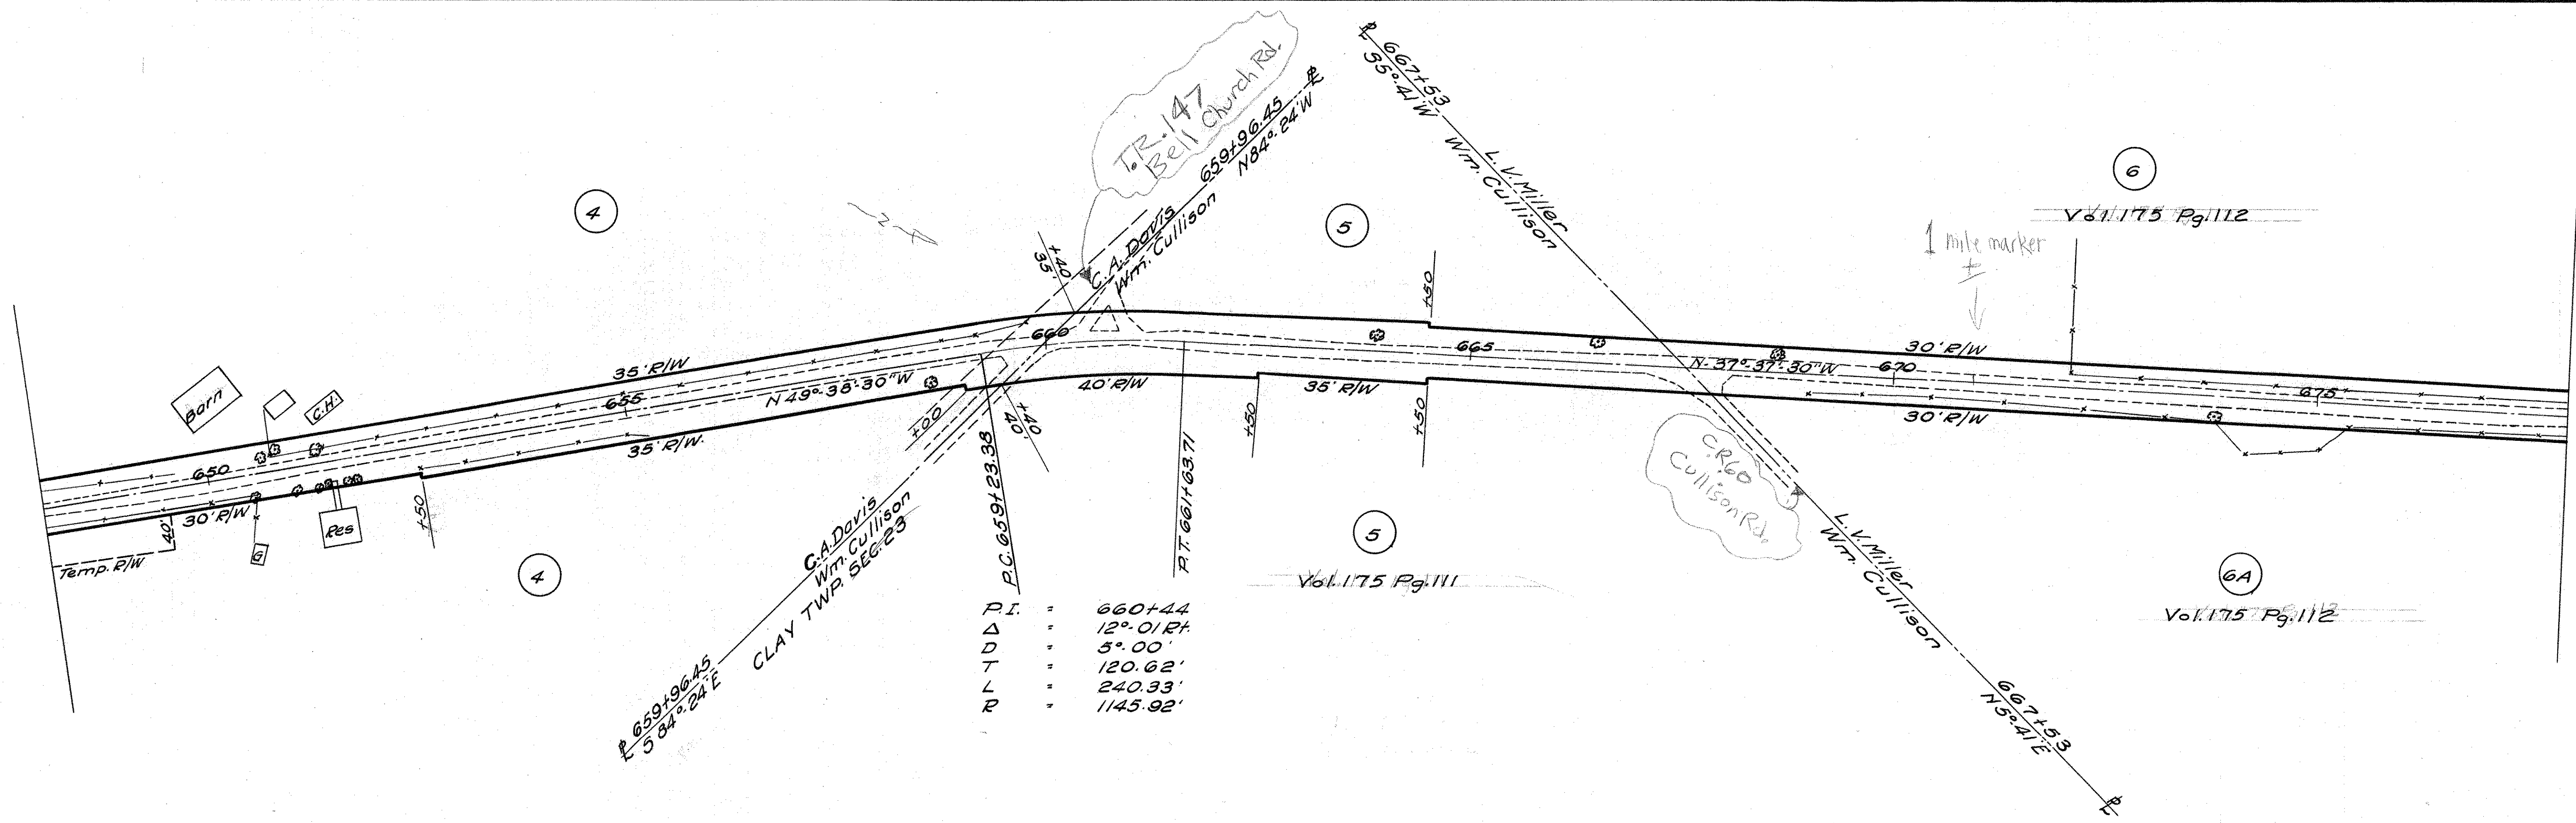 T.R. 147
Bell Church Rd.
659+96.45
N84°-24'W
C.A. Davis
Wm. Cullison
667+53
S5°-41'W
L.V. Miller
Wm. Cullison
4
5
6
Vol. 175 Pg. 112
1 mile marker
±
+40
35'
+50
Barn
C.H.
35' R/W
650
655
660
665
670
675
N 49°-38'-30" W
N-37°-37'-30" W
30' R/W
40' R/W
35' R/W
30' R/W
35' R/W.
30' R/W
40'
Temp. R/W
G
Res
+50
+00
+40
40'
+50
+50
P.C. 659+23.38
P.T. 661+63.71
C.A. Davis
Wm. Cullison
CLAY TWP. SEC. 23
659+96.45
S 84°-24'E
4
5
Vol. 175 Pg. 111
C.R. 60
Cullison Rd.
L.V. Miller
Wm. Cullison
667+53
N5°-41'E
6A
Vol. 175 Pg. 112
P.I. = 660+44
Δ = 12°-01 Rt.
D = 5°-00'
T = 120.62'
L = 240.33'
R = 1145.92'